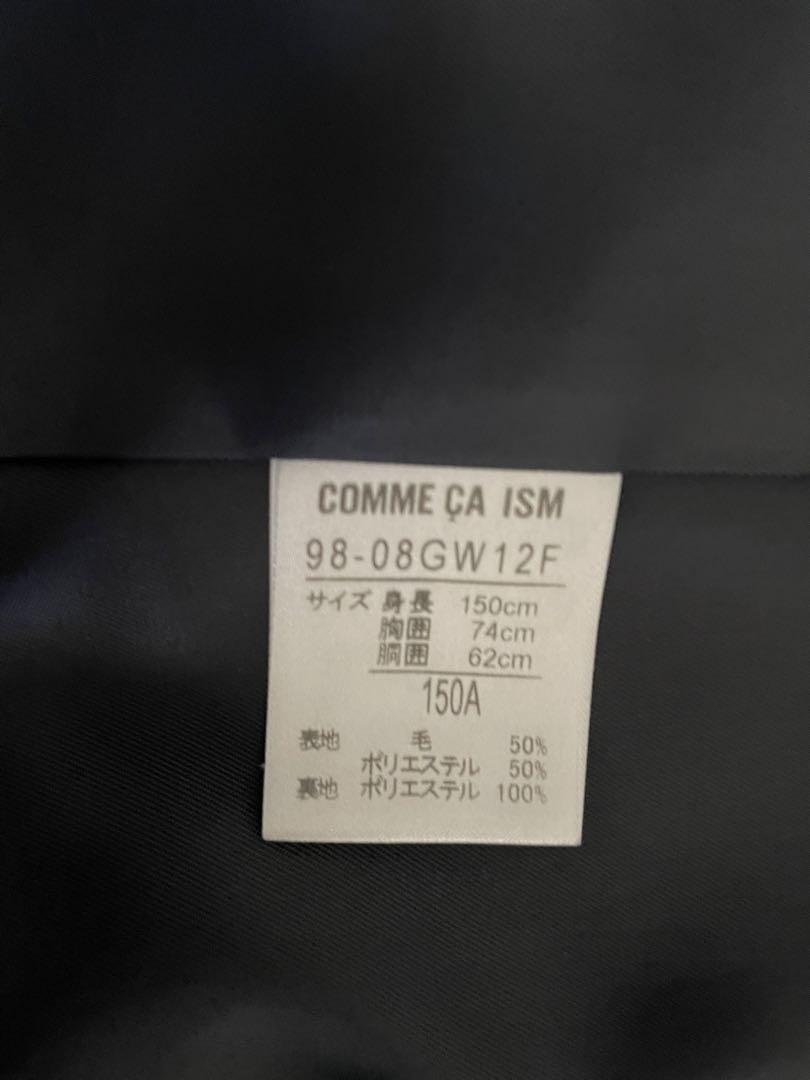 COMME ÇA ISM
98-08GW12F
サイズ 身長 150cm
胸囲 74cm
胴囲 62cm
150A
表地 毛 50%
ポリエステル 50%
裏地 ポリエステル 100%